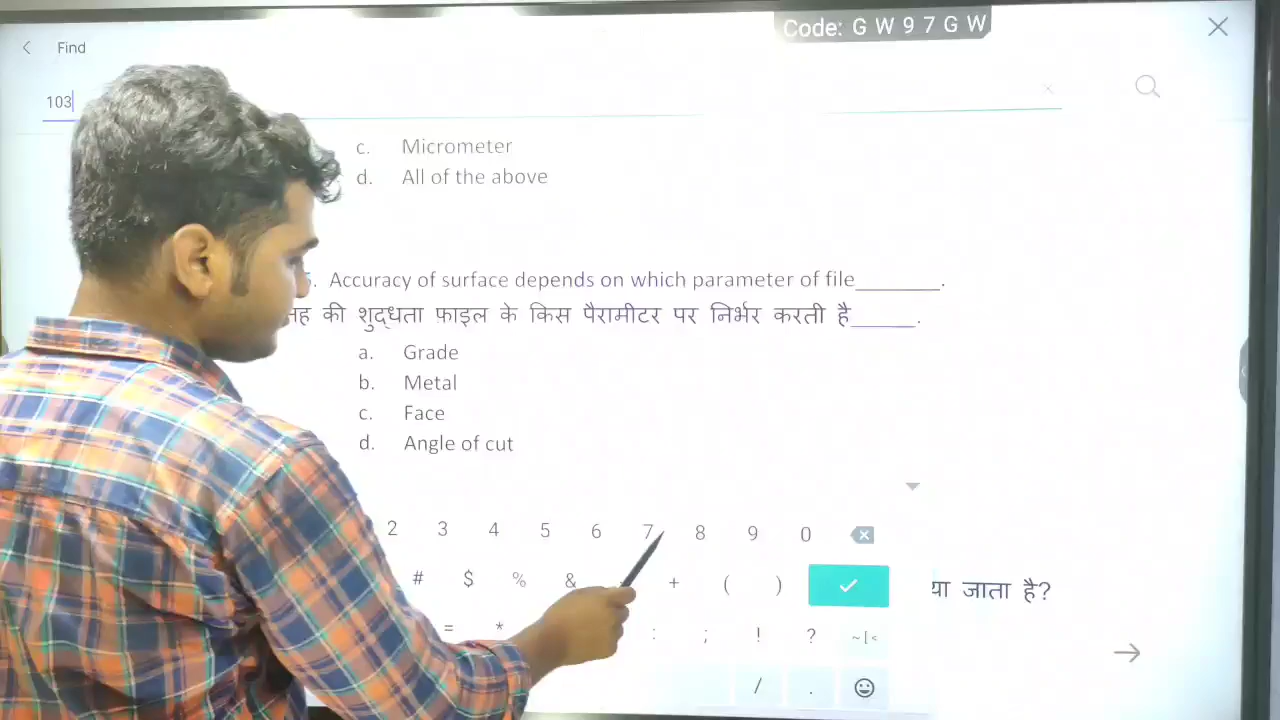 Code: G W 9 7 G W
Find
103
c. Micrometer
d. All of the above
Accuracy of surface depends on which parameter of file________.
की शुद्धता फाइल के किस पैरामीटर पर निर्भर करती है______.
a. Grade
b. Metal
c. Face
d. Angle of cut
2 3 4 5 6 7 8 9 0
# $ % & + ( )
जाता है?
= * : ; ! ? ~[<
/ .